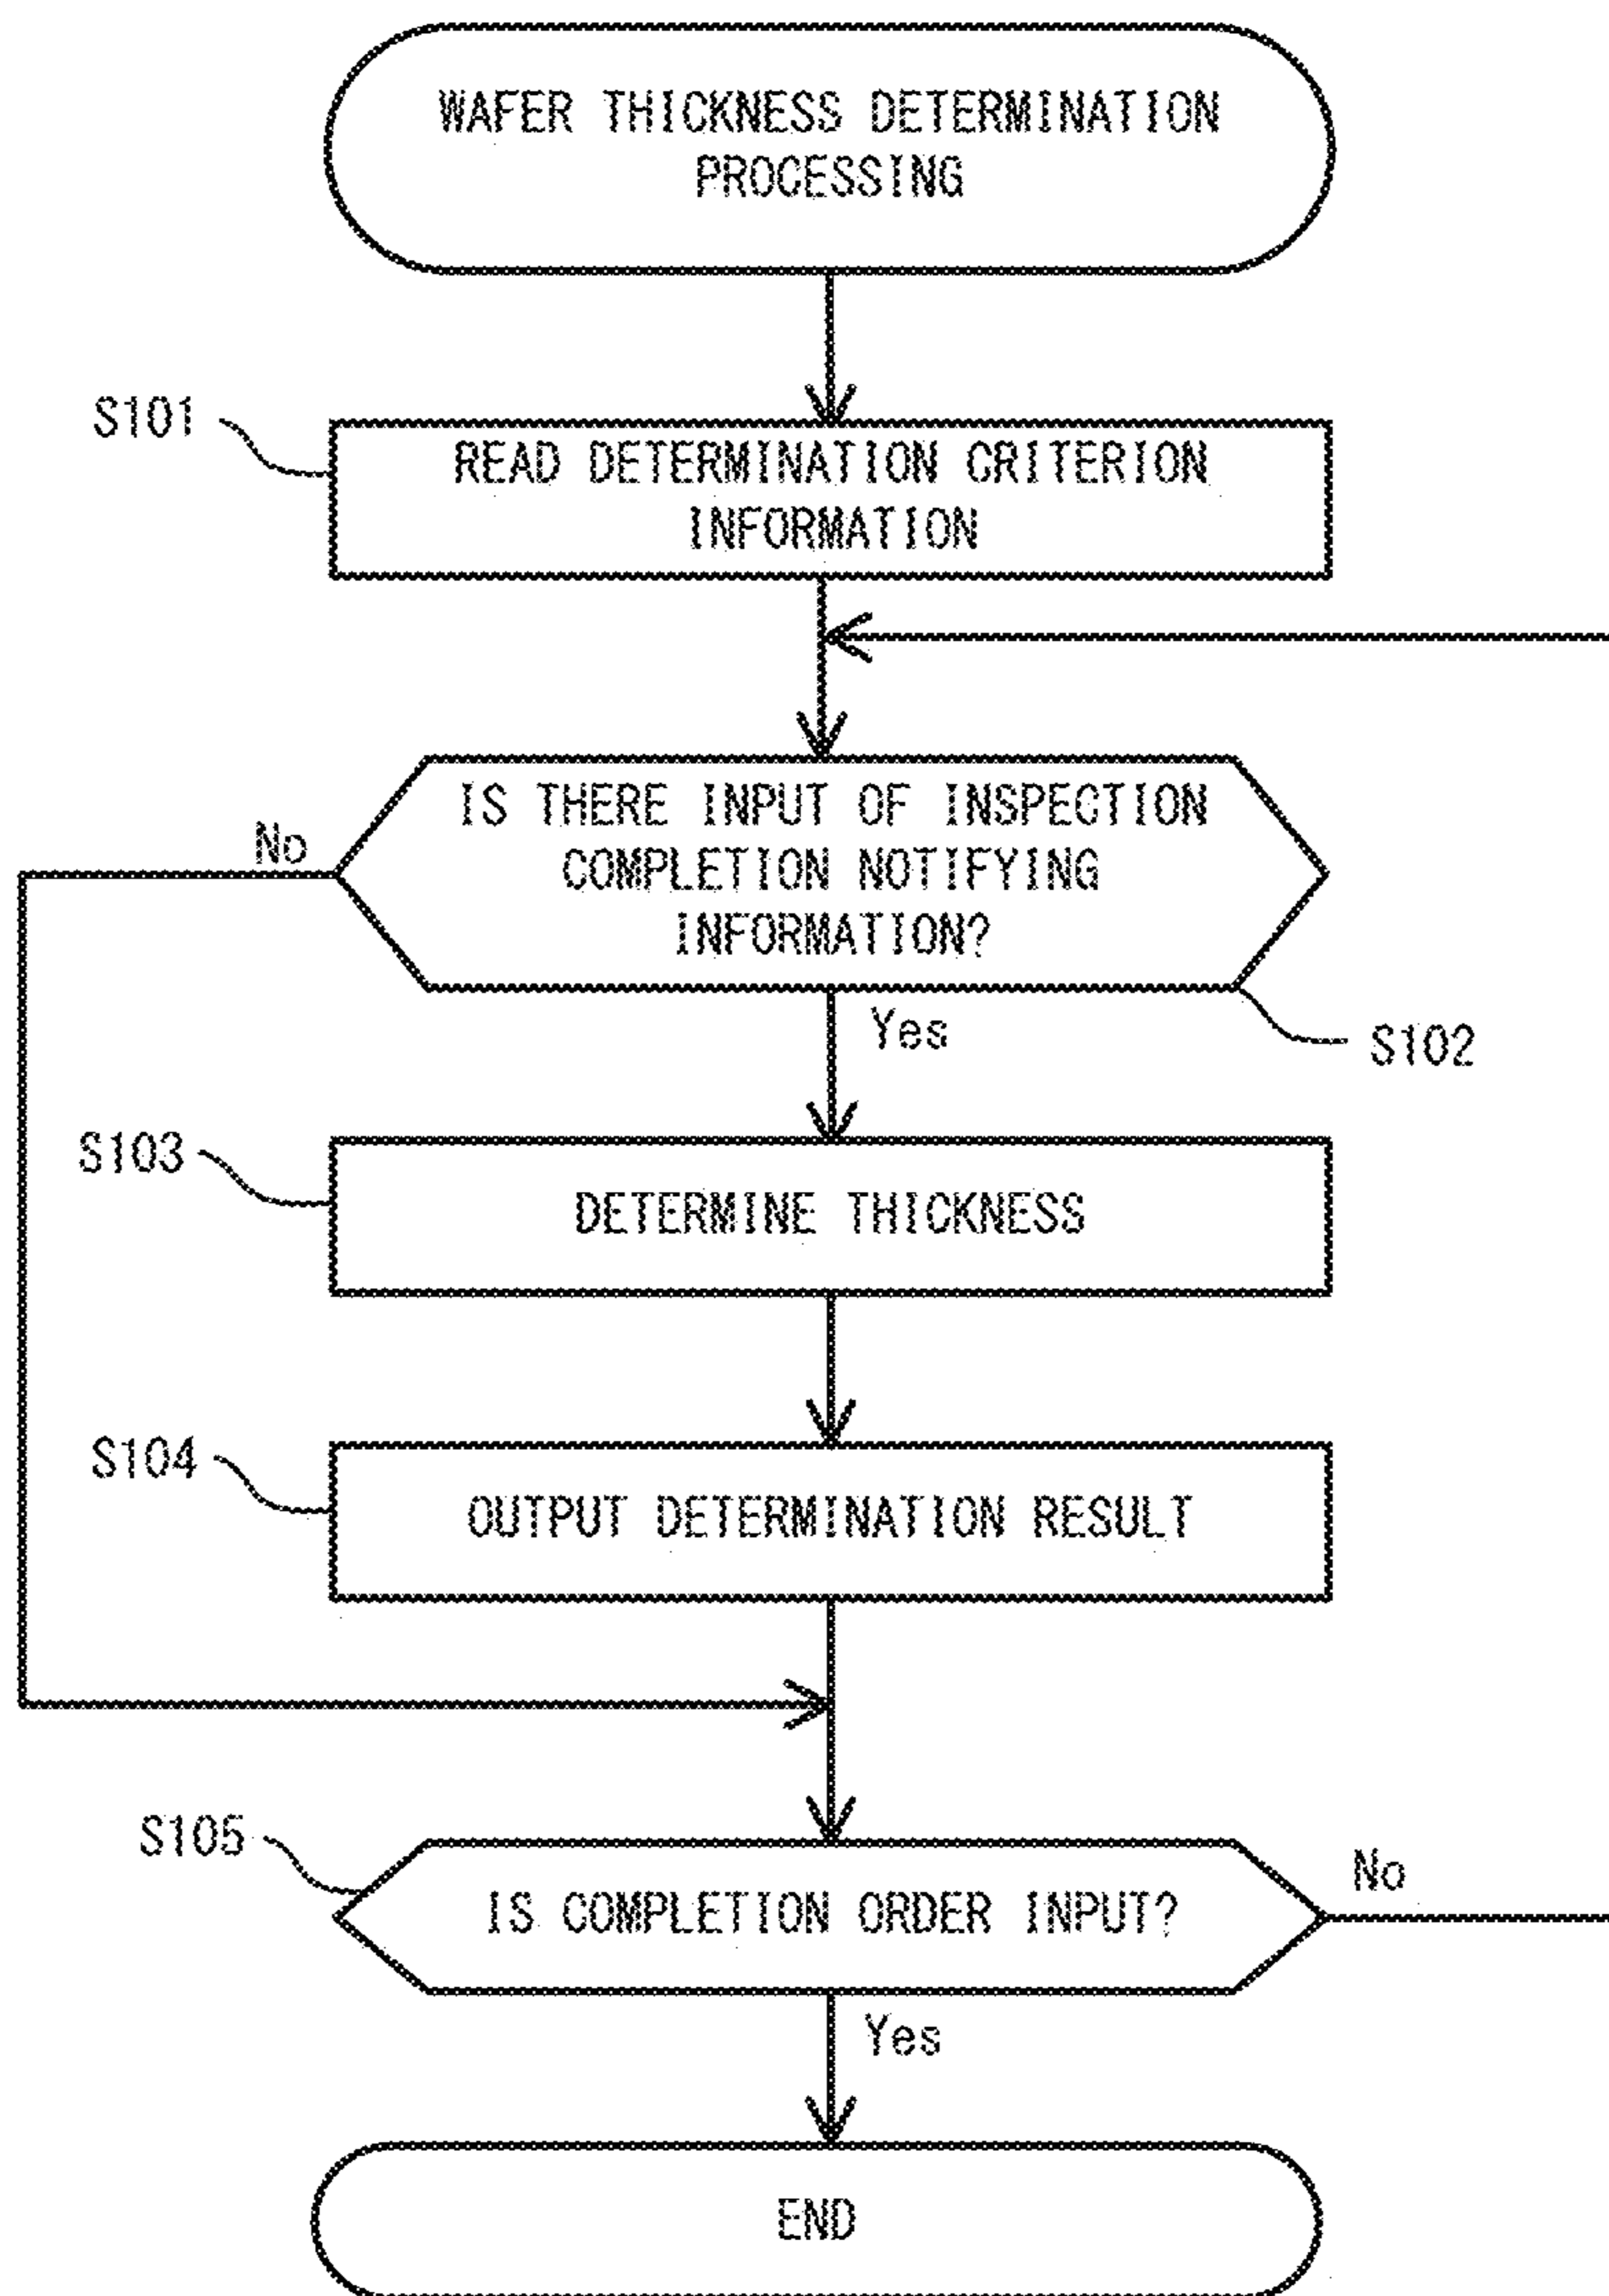 WAFER THICKNESS DETERMINATION
PROCESSING
S101
READ DETERMINATION CRITERION
INFORMATION
No
IS THERE INPUT OF INSPECTION
COMPLETION NOTIFYING
INFORMATION?
Yes
S102
S103
DETERMINE THICKNESS
S104
OUTPUT DETERMINATION RESULT
S105
IS COMPLETION ORDER INPUT?
No
Yes
END